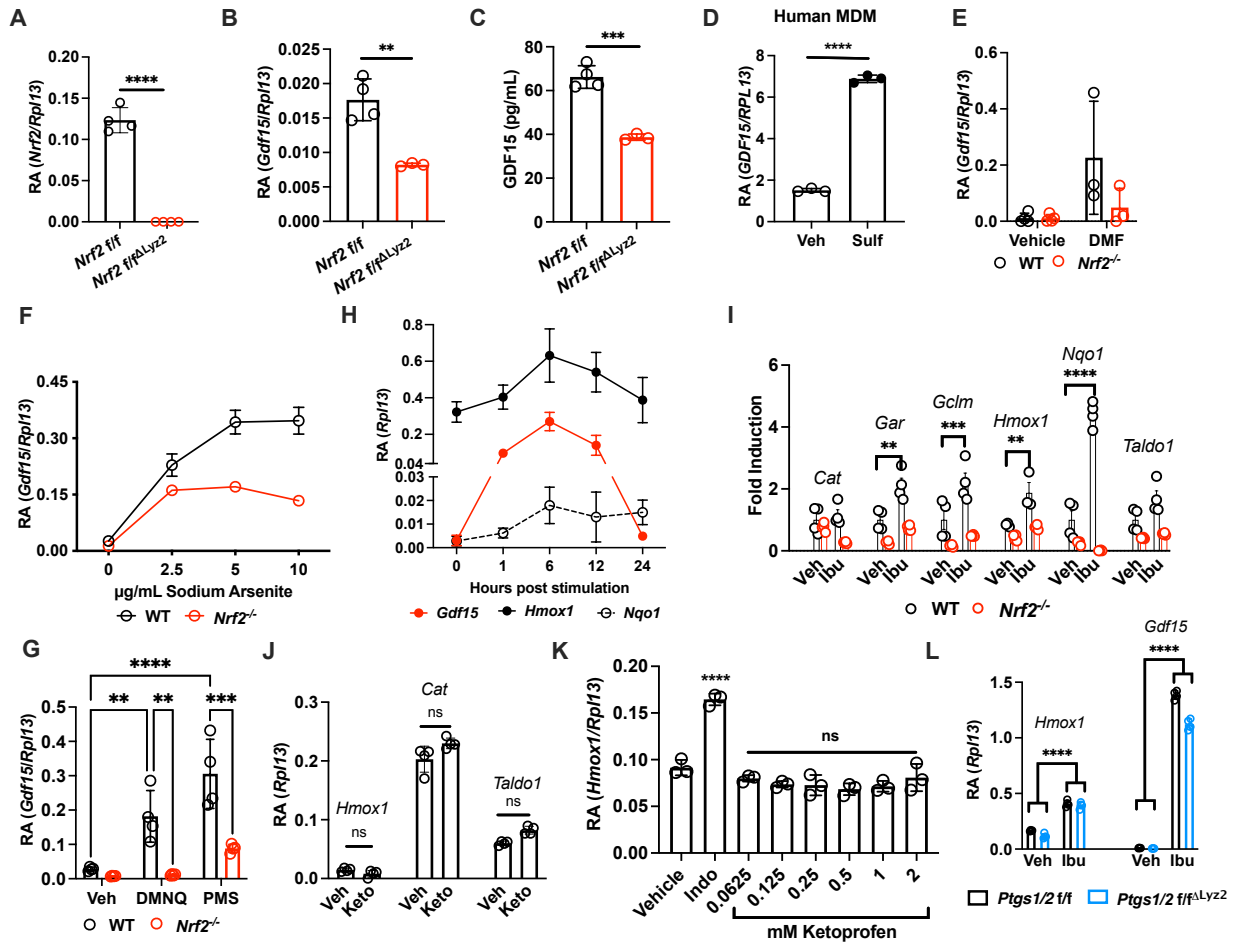 A
RA (Nrf2/Rpl13)
0.15
0.10
0.05
0.00
****
Nrf2 f/f
Nrf2 f/f^ΔLyz2
B
RA (Gdf15/Rpl13)
0.025
0.020
0.015
0.010
0.005
0.000
**
Nrf2 f/f
Nrf2 f/f^ΔLyz2
C
GDF15 (pg/mL)
80
60
40
20
0
***
Nrf2 f/f
Nrf2 f/f^ΔLyz2
D
Human MDM
RA (GDF15/RPL13)
8
6
4
2
0
****
Veh Sulf
E
RA (Gdf15/Rpl13)
0.6
0.4
0.2
0.0
Vehicle DMF
WT Nrf2-/-
F
RA (Gdf15/Rpl13)
0.45
0.30
0.15
0.00
0 2.5 5 10
µg/mL Sodium Arsenite
WT Nrf2-/-
H
RA (Rpl13)
0.8
0.6
0.4
0.2
0.04
0.03
0.02
0.01
0.00
0 1 6 12 24
Hours post stimulation
Gdf15 Hmox1 Nqo1
I
Fold Induction
6
4
2
0
Cat
Gar
**
Gclm
***
Hmox1
**
Nqo1
****
Taldo1
Veh Ibu Veh Ibu Veh Ibu Veh Ibu Veh Ibu Veh Ibu
WT Nrf2-/-
G
RA (Gdf15/Rpl13)
0.5
0.4
0.3
0.2
0.1
0.0
****
** ** ***
Veh DMNQ PMS
WT Nrf2-/-
J
RA (Rpl13)
0.3
0.2
0.1
0.0
Hmox1
ns
Cat
ns
Taldo1
ns
Veh Keto Veh Keto Veh Keto
K
RA (Hmox1/Rpl13)
0.20
0.15
0.10
0.05
0.00
****
ns
Vehicle Indo 0.0625 0.125 0.25 0.5 1 2
mM Ketoprofen
L
RA (Rpl13)
1.5
1.0
0.5
0.0
Hmox1
****
Gdf15
****
Veh Ibu Veh Ibu
Ptgs1/2 f/f Ptgs1/2 f/f^ΔLyz2